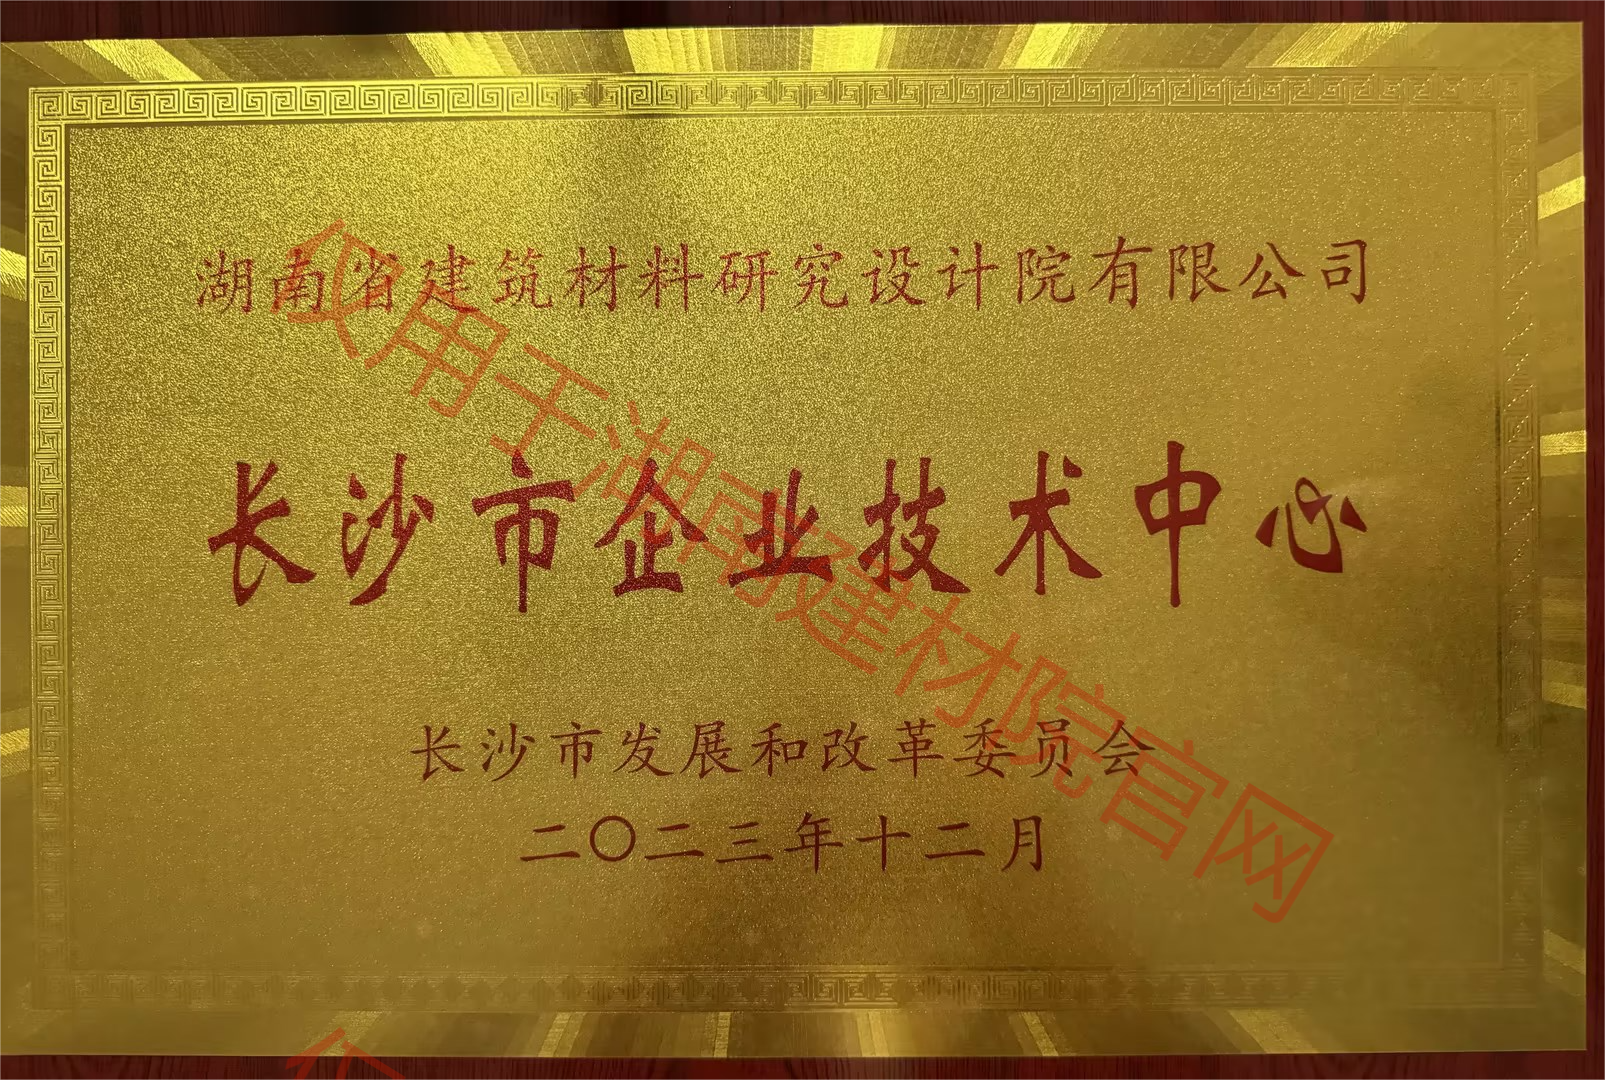 湖南省建筑材料研究设计院有限公司
长沙市企业技术中心
长沙市发展和改革委员会
二〇二三年十二月
仅用于湖南建材院官网